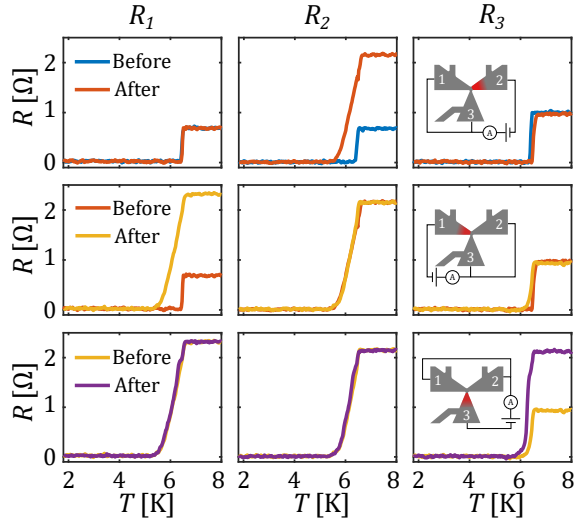 R₁ R₂ R₃
R [Ω]
2
1
0
Before
After
1 2
3
A
R [Ω]
2
1
0
Before
After
1 2
3
A
R [Ω]
2
1
0
Before
After
1 2
3
A
2 4 6 8 2 4 6 8 2 4 6 8
T [K] T [K] T [K]